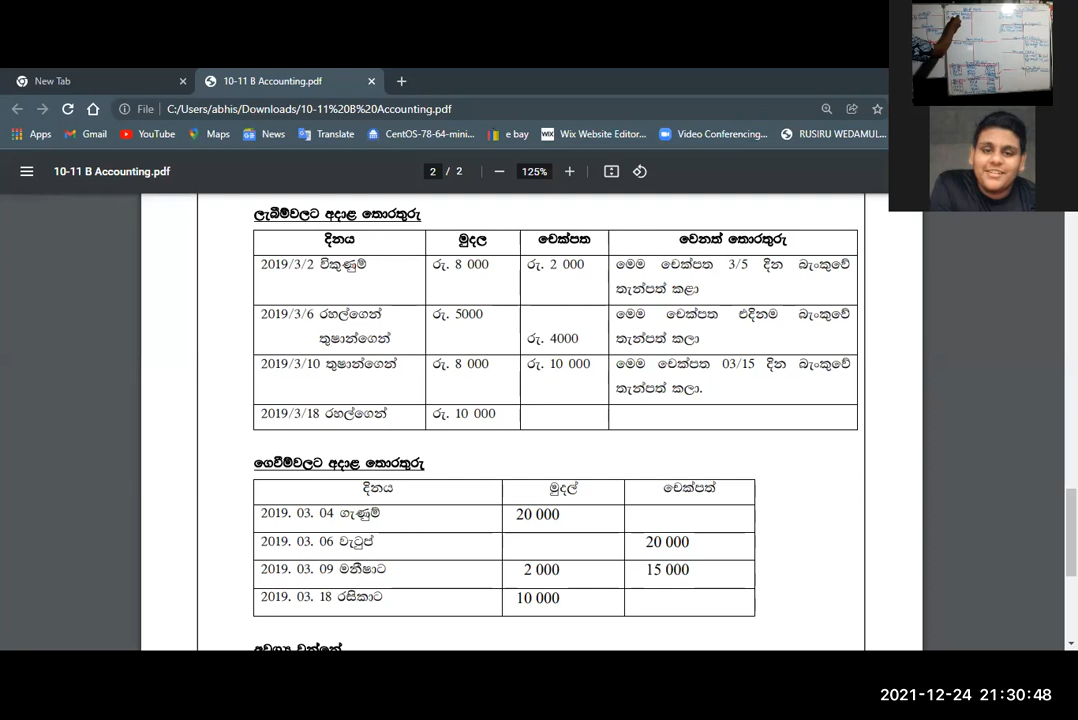 New Tab
10-11 B Accounting.pdf
File C:/Users/abhis/Downloads/10-11%20B%20Accounting.pdf
Apps Gmail YouTube Maps News Translate CentOS-78-64-mini... e bay Wix Website Editor... Video Conferencing... RUSIRU WEDAMUL...
10-11 B Accounting.pdf 2 / 2 125%
ලැබීම්වලට අදාළ තොරතුරු
දිනය මුදල චෙක්පත වෙනත් තොරතුරු
2019/3/2 විකුණුම් රු. 8 000 රු. 2 000 මෙම චෙක්පත 3/5 දින බැංකුවේ
තැන්පත් කළා
2019/3/6 රහල්ගෙන් රු. 5000 මෙම චෙක්පත එදිනම බැංකුවේ
තුෂාන්ගෙන් රු. 4000 තැන්පත් කලා
2019/3/10 තුෂාන්ගෙන් රු. 8 000 රු. 10 000 මෙම චෙක්පත 03/15 දින බැංකුවේ
තැන්පත් කලා.
2019/3/18 රහල්ගෙන් රු. 10 000
ගෙවීම්වලට අදාළ තොරතුරු
දිනය මුදල් චෙක්පත්
2019. 03. 04 ගැණුම් 20 000
2019. 03. 06 වැටුප් 20 000
2019. 03. 09 මනීෂාට 2 000 15 000
2019. 03. 18 රසිකාට 10 000
අවශ්‍ය වන්නේ
2021-12-24 21:30:48